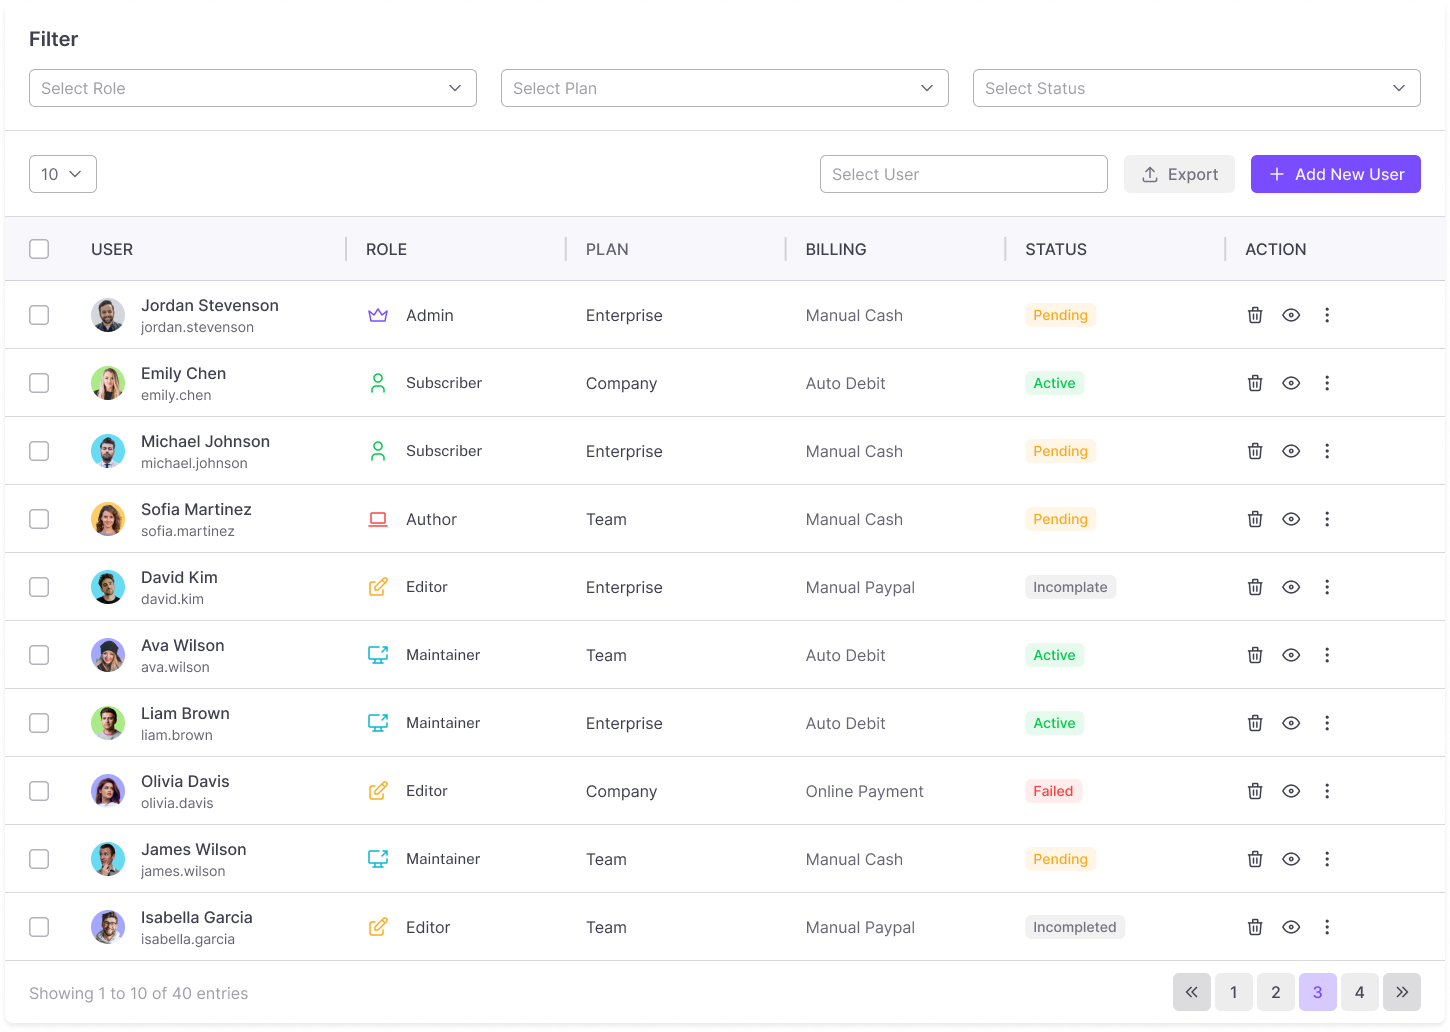 Filter
Select Role Select Plan Select Status
10 Select User Export Add New User
USER ROLE PLAN BILLING STATUS ACTION
Jordan Stevenson
jordan.stevenson
Admin Enterprise Manual Cash Pending
Emily Chen
emily.chen
Subscriber Company Auto Debit Active
Michael Johnson
michael.johnson
Subscriber Enterprise Manual Cash Pending
Sofia Martinez
sofia.martinez
Author Team Manual Cash Pending
David Kim
david.kim
Editor Enterprise Manual Paypal Incomplate
Ava Wilson
ava.wilson
Maintainer Team Auto Debit Active
Liam Brown
liam.brown
Maintainer Enterprise Auto Debit Active
Olivia Davis
olivia.davis
Editor Company Online Payment Failed
James Wilson
james.wilson
Maintainer Team Manual Cash Pending
Isabella Garcia
isabella.garcia
Editor Team Manual Paypal Incompleted
Showing 1 to 10 of 40 entries 1 2 3 4